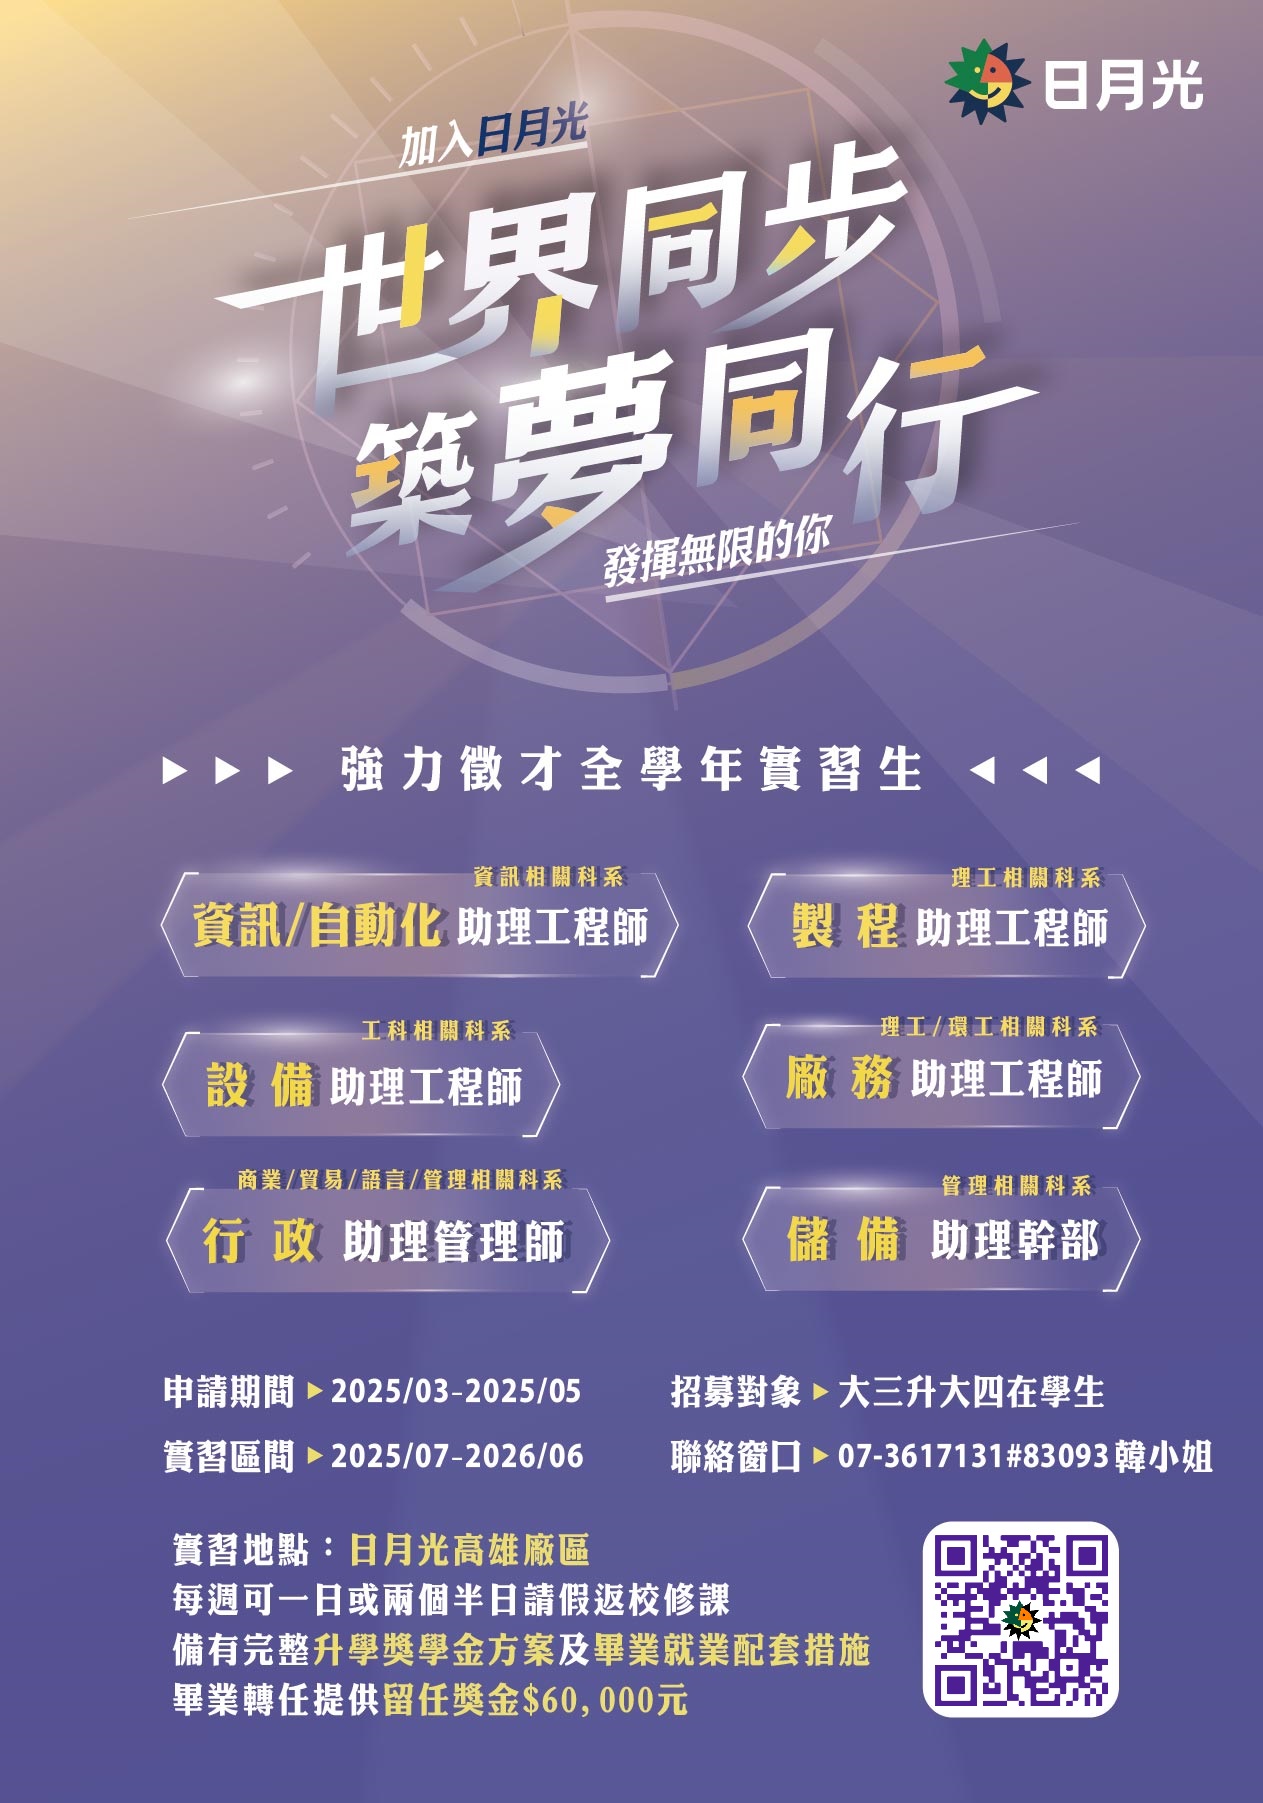 日月光
加入日月光
世界同步
築夢同行
發揮無限的你
▶ ▶ ▶ 強力徵才全學年實習生 ◀ ◀ ◀
資訊相關科系
資訊/自動化 助理工程師
理工相關科系
製程 助理工程師
工科相關科系
設備 助理工程師
理工/環工相關科系
廠務 助理工程師
商業/貿易/語言/管理相關科系
行政 助理管理師
管理相關科系
儲備 助理幹部
申請期間 ▶ 2025/03-2025/05
招募對象 ▶ 大三升大四在學生
實習區間 ▶ 2025/07-2026/06
聯絡窗口 ▶ 07-3617131#83093 韓小姐
實習地點：日月光高雄廠區
每週可一日或兩個半日請假返校修課
備有完整升學獎學金方案及畢業就業配套措施
畢業轉任提供留任獎金$60,000元